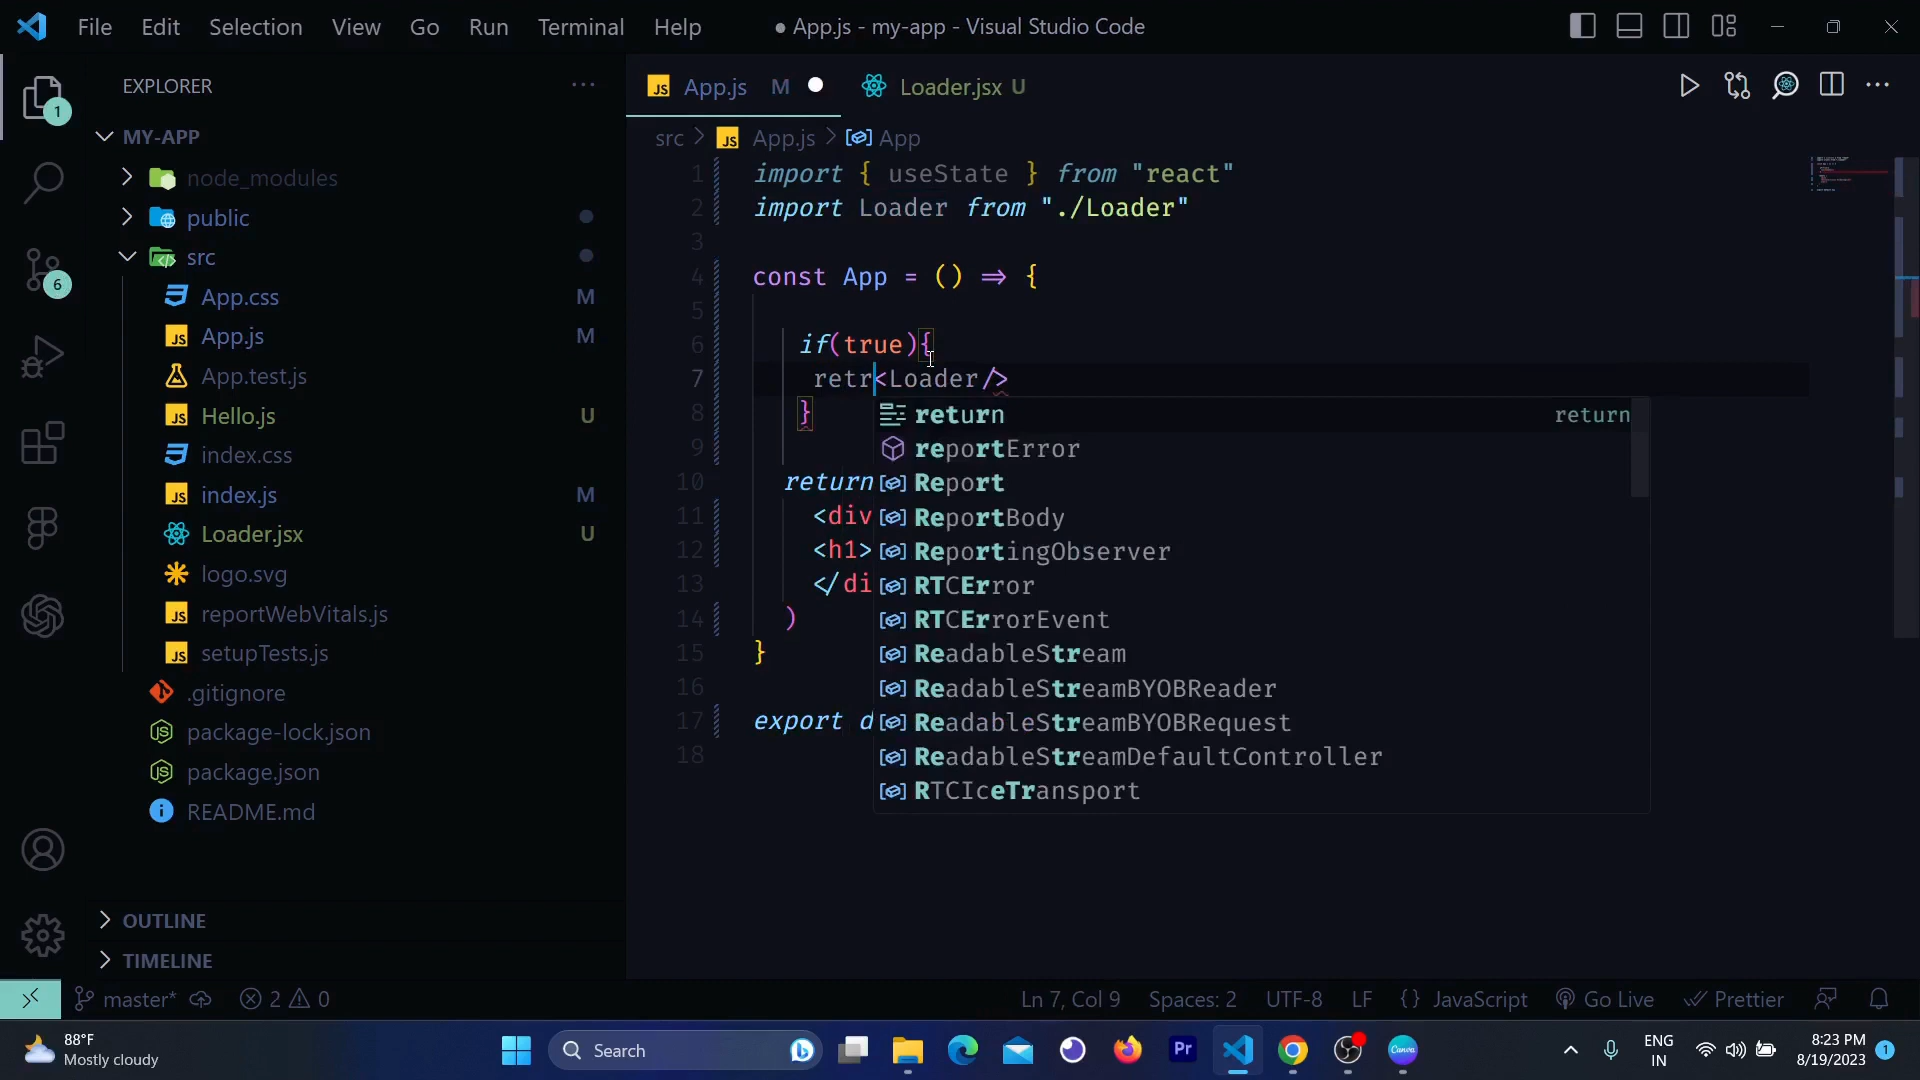 File Edit Selection View Go Run Terminal Help
● App.js - my-app - Visual Studio Code
EXPLORER
1
MY-APP
node_modules
public
src
6
App.css M
App.js M
App.test.js
Hello.js U
index.css
index.js M
Loader.jsx U
logo.svg
reportWebVitals.js
setupTests.js
.gitignore
package-lock.json
package.json
README.md
OUTLINE
TIMELINE
JS App.js M Loader.jsx U
src > JS App.js > App
1 import { useState } from "react"
2 import Loader from "./Loader"
3
4 const App = () => {
5
6 if(true){
7 retr<Loader/>
8 }
9
10 return
11 <div
12 <h1>
13 </di
14 )
15 }
16
17 export d
18
return return
reportError
Report
ReportBody
ReportingObserver
RTCError
RTCErrorEvent
ReadableStream
ReadableStreamBYOBReader
ReadableStreamBYOBRequest
ReadableStreamDefaultController
RTCIceTransport
master* 2 0
Ln 7, Col 9 Spaces: 2 UTF-8 LF {} JavaScript Go Live Prettier
88°F
Mostly cloudy
Search
Pr
Canva
ENG
IN
8:23 PM
8/19/2023
1